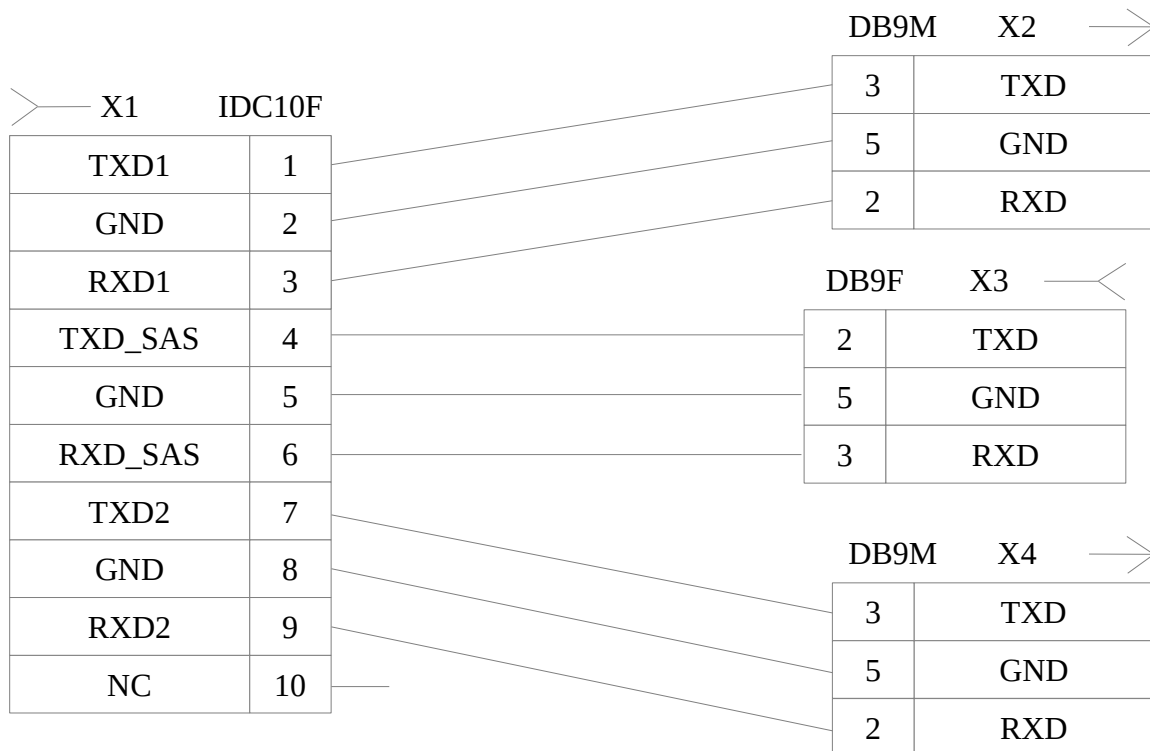 X1 IDC10F
TXD1 1
GND 2
RXD1 3
TXD_SAS 4
GND 5
RXD_SAS 6
TXD2 7
GND 8
RXD2 9
NC 10
DB9M X2
3 TXD
5 GND
2 RXD
DB9F X3
2 TXD
5 GND
3 RXD
DB9M X4
3 TXD
5 GND
2 RXD